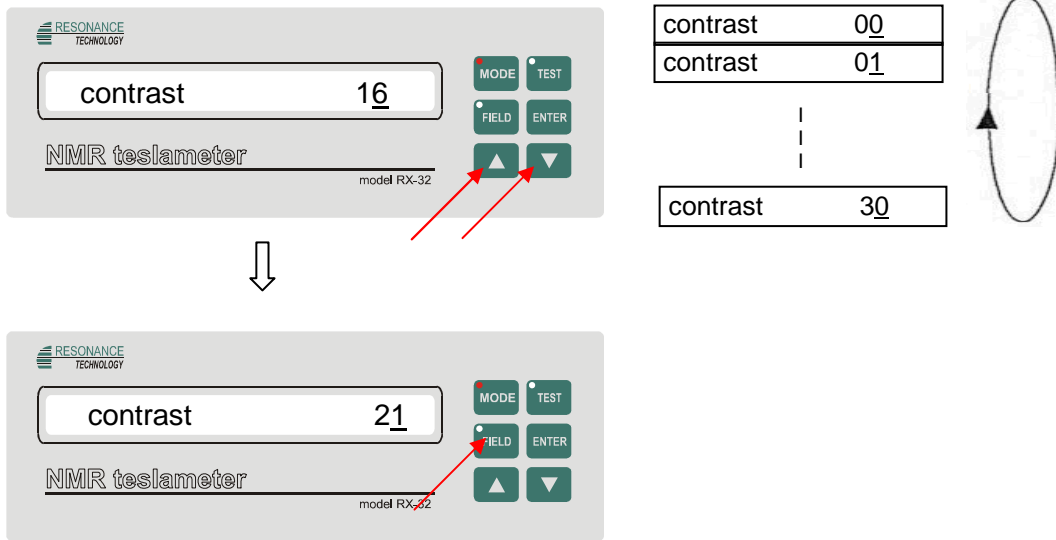 RESONANCE
TECHNOLOGY
contrast 16
MODE TEST
FIELD ENTER
NMR teslameter
model RX-32
contrast 00
contrast 01
contrast 30
RESONANCE
TECHNOLOGY
contrast 21
MODE TEST
FIELD ENTER
NMR teslameter
model RX-32